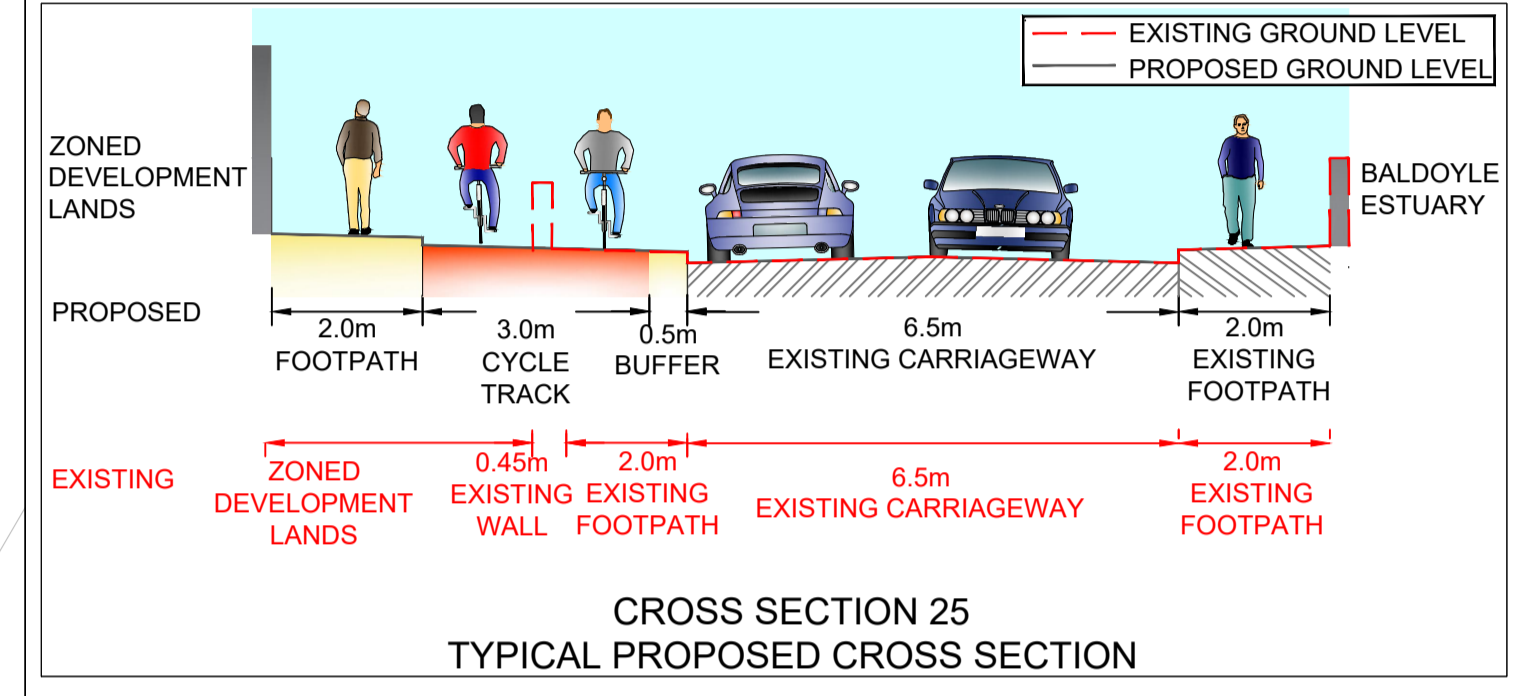 EXISTING GROUND LEVEL
PROPOSED GROUND LEVEL
ZONED
DEVELOPMENT
LANDS
BALDOYLE
ESTUARY
PROPOSED
2.0m
FOOTPATH
3.0m
CYCLE
TRACK
0.5m
BUFFER
6.5m
EXISTING CARRIAGEWAY
2.0m
EXISTING
FOOTPATH
EXISTING
ZONED
DEVELOPMENT
LANDS
0.45m
EXISTING
WALL
2.0m
EXISTING
FOOTPATH
6.5m
EXISTING CARRIAGEWAY
2.0m
EXISTING
FOOTPATH
CROSS SECTION 25
TYPICAL PROPOSED CROSS SECTION